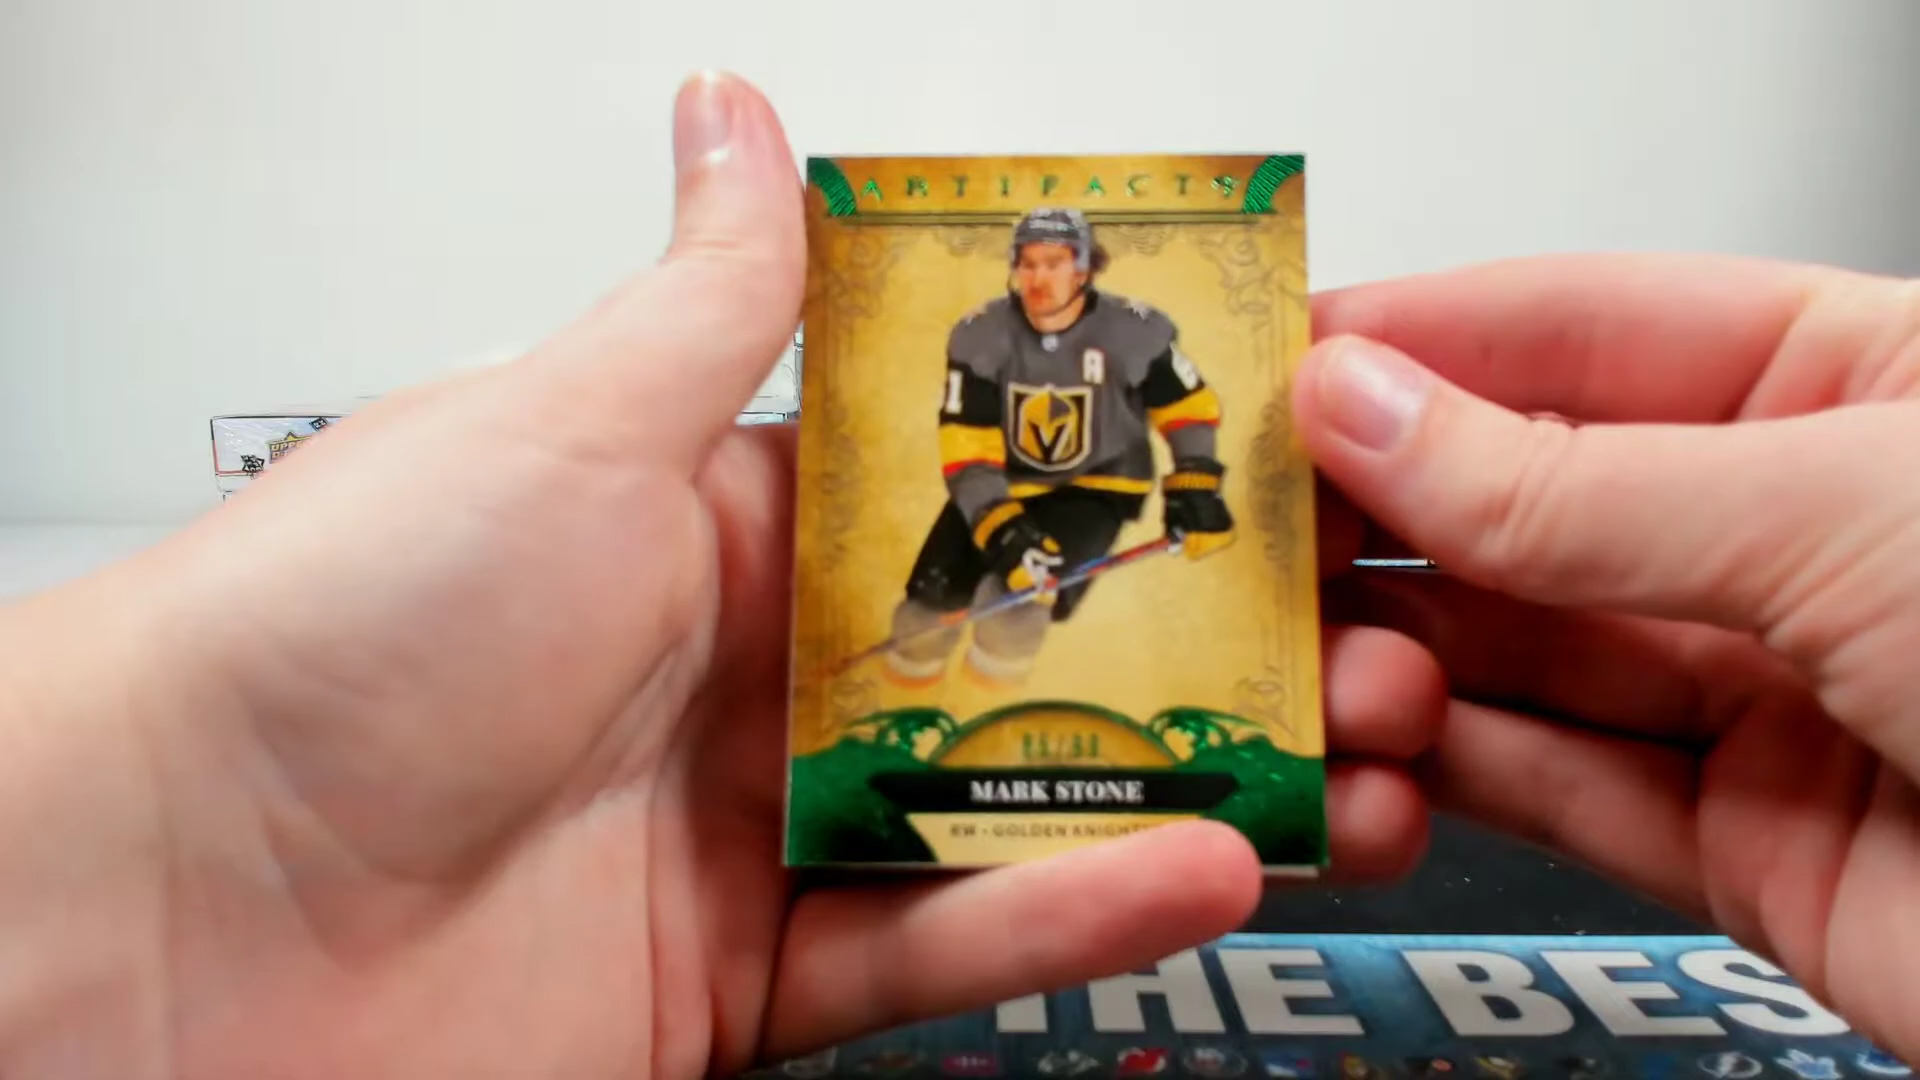 ARTIFACTS
A
MARK STONE
RW - GOLDEN KNIGHTS
THE BES